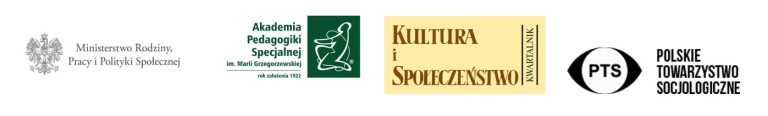 Ministerstwo Rodziny,
Pracy i Polityki Społecznej
Akademia
Pedagogiki
Specjalnej
im. Marii Grzegorzewskiej
rok założenia 1922
KULTURA
i
SPOŁECZEŃSTWO
KWARTALNIK
PTS
POLSKIE
TOWARZYSTWO
SOCJOLOGICZNE